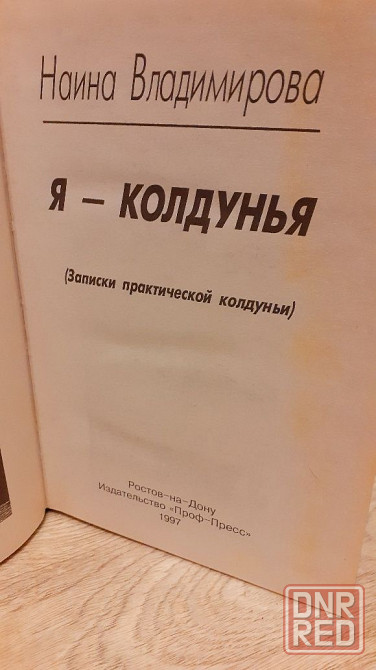 Наина Владимирова
Я – КОЛДУНЬЯ
(Записки практической колдуньи)
Ростов-на-Дону
Издательство «Проф-Пресс»
1997
DNR
RED